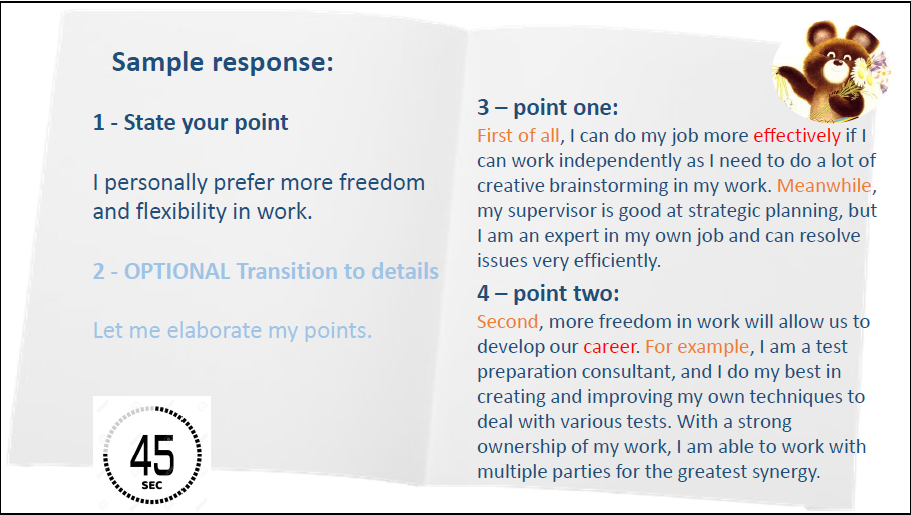 Sample response:
1 - State your point
I personally prefer more freedom
and flexibility in work.
2 - OPTIONAL Transition to details
Let me elaborate my points.
45
SEC
3 – point one:
First of all, I can do my job more effectively if I
can work independently as I need to do a lot of
creative brainstorming in my work. Meanwhile,
my supervisor is good at strategic planning, but
I am an expert in my own job and can resolve
issues very efficiently.
4 – point two:
Second, more freedom in work will allow us to
develop our career. For example, I am a test
preparation consultant, and I do my best in
creating and improving my own techniques to
deal with various tests. With a strong
ownership of my work, I am able to work with
multiple parties for the greatest synergy.